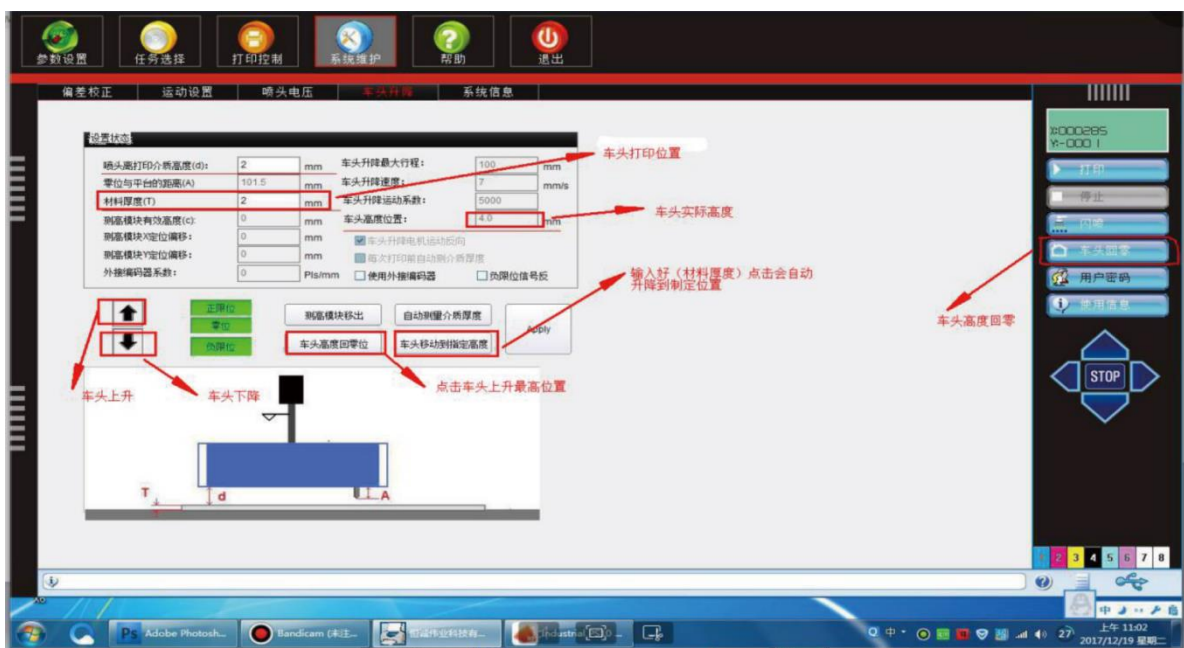 参数设置 任务选择 打印控制 系统维护 帮助 退出
偏差校正 运动设置 喷头电压 车头升降 系统信息
X:000285
Y:-0001
设置状态
喷头离打印介质高度(d): 2 mm 车头升降最大行程: 100 mm
零位与平台的距离(A) 101.5 mm 车头升降速度: 7 mm/s
材料厚度(T) 2 mm 车头升降运动系数: 5000
测高模块有效高度(c): 0 mm 车头高度位置: 4.0 mm
测高模块X定位偏移: 0 mm 车头升降电机运动反向
测高模块Y定位偏移: 0 mm 每次打印前自动测介质厚度
外接编码器系数: 0 Pls/mm 使用外接编码器 负限位信号反
车头打印位置
车头实际高度
输入好（材料厚度）点击会自动
升降到制定位置
正限位
零位
负限位
测高模块移出 自动测量介质厚度
车头高度回零位 车头移动到指定高度
Apply
点击车头上升最高位置
车头上升 车头下降
T d A
打印
停止
闪喷
车头回零
用户密码
使用信息
车头高度回零
STOP
1 2 3 4 5 6 7 8
Ps Adobe Photosh... Bandicam (未注... Industrial
中
27 上午 11:02
2017/12/19 星期二